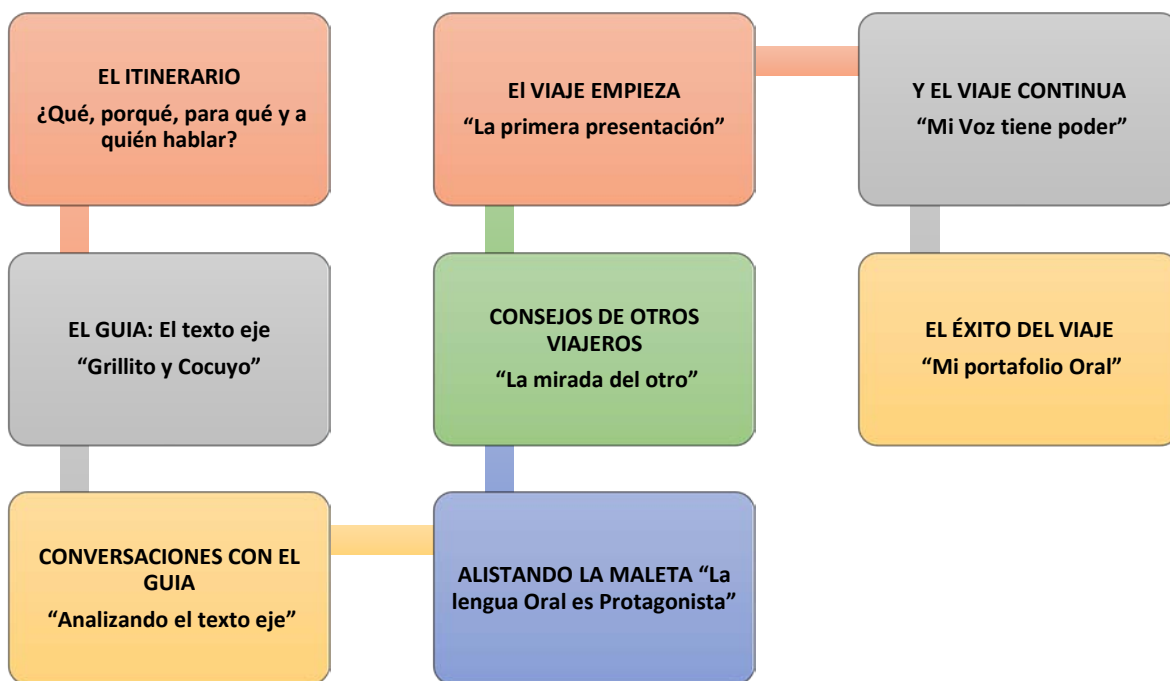 EL ITINERARIO
¿Qué, porqué, para qué y a
quién hablar?
EL GUIA: El texto eje
“Grillito y Cocuyo”
CONVERSACIONES CON EL
GUIA
“Analizando el texto eje”
ALISTANDO LA MALETA “La
lengua Oral es Protagonista”
CONSEJOS DE OTROS
VIAJEROS
“La mirada del otro”
El VIAJE EMPIEZA
“La primera presentación”
Y EL VIAJE CONTINUA
“Mi Voz tiene poder”
EL ÉXITO DEL VIAJE
“Mi portafolio Oral”